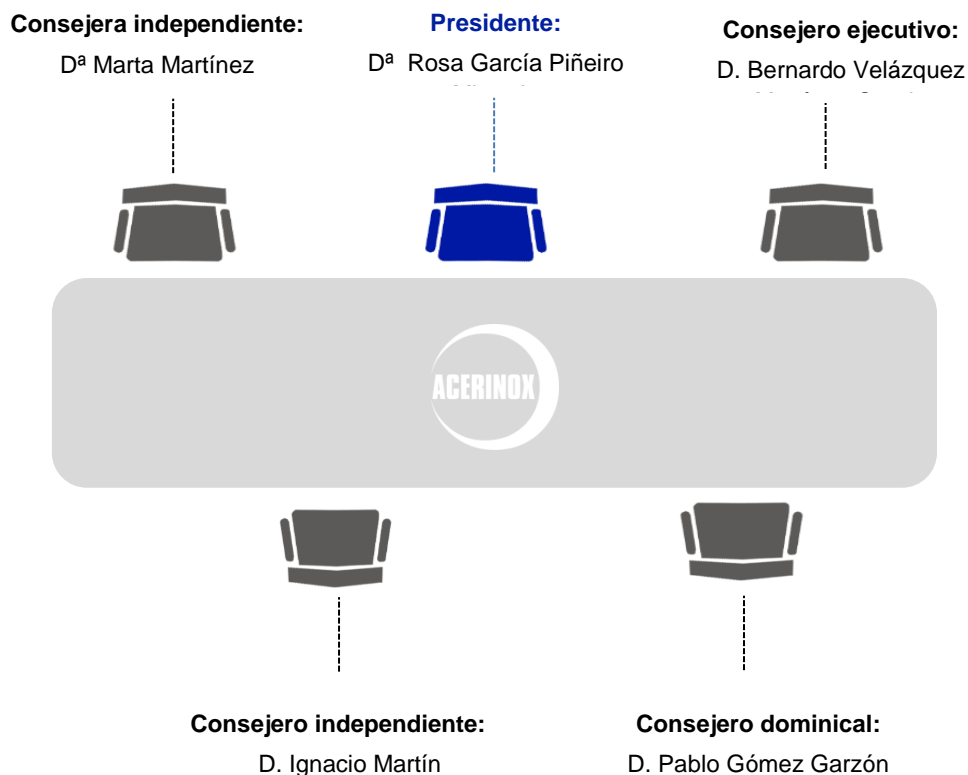 Consejera independiente:
Dª Marta Martínez
Presidente:
Dª Rosa García Piñeiro
Consejero ejecutivo:
D. Bernardo Velázquez
ACERINOX
Consejero independiente:
D. Ignacio Martín
Consejero dominical:
D. Pablo Gómez Garzón